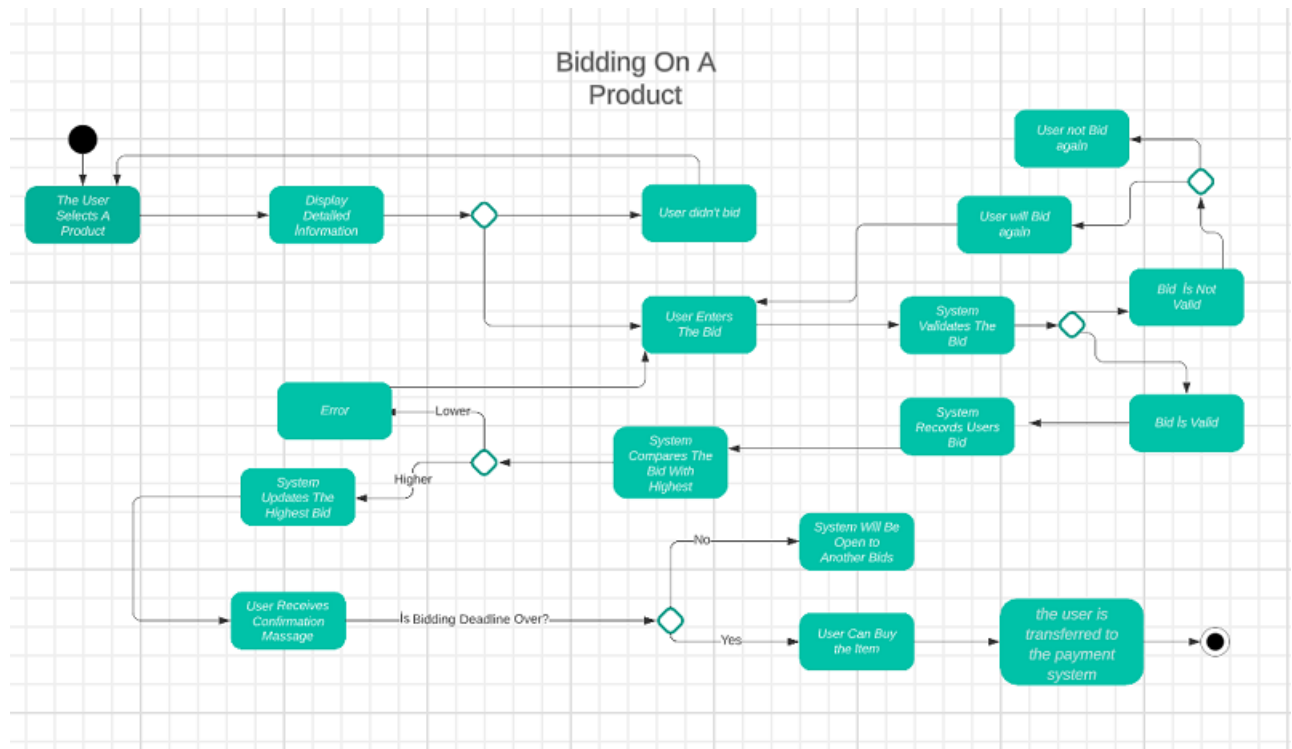 Bidding On A
Product
User not Bid
again
The User
Selects A
Product
Display
Detailed
İnformation
User didn't bid
User will Bid
again
User Enters
The Bid
System
Validates The
Bid
Bid İs Not
Valid
Error
Lower
System
Compares The
Bid With
Highest
System
Records Users
Bid
Bid İs Valid
Higher
System
Updates The
Highest Bid
System Will Be
Open to
Another Bids
No
User Receives
Confirmation
Massage
İs Bidding Deadline Over?
Yes
User Can Buy
the Item
the user is
transferred to
the payment
system